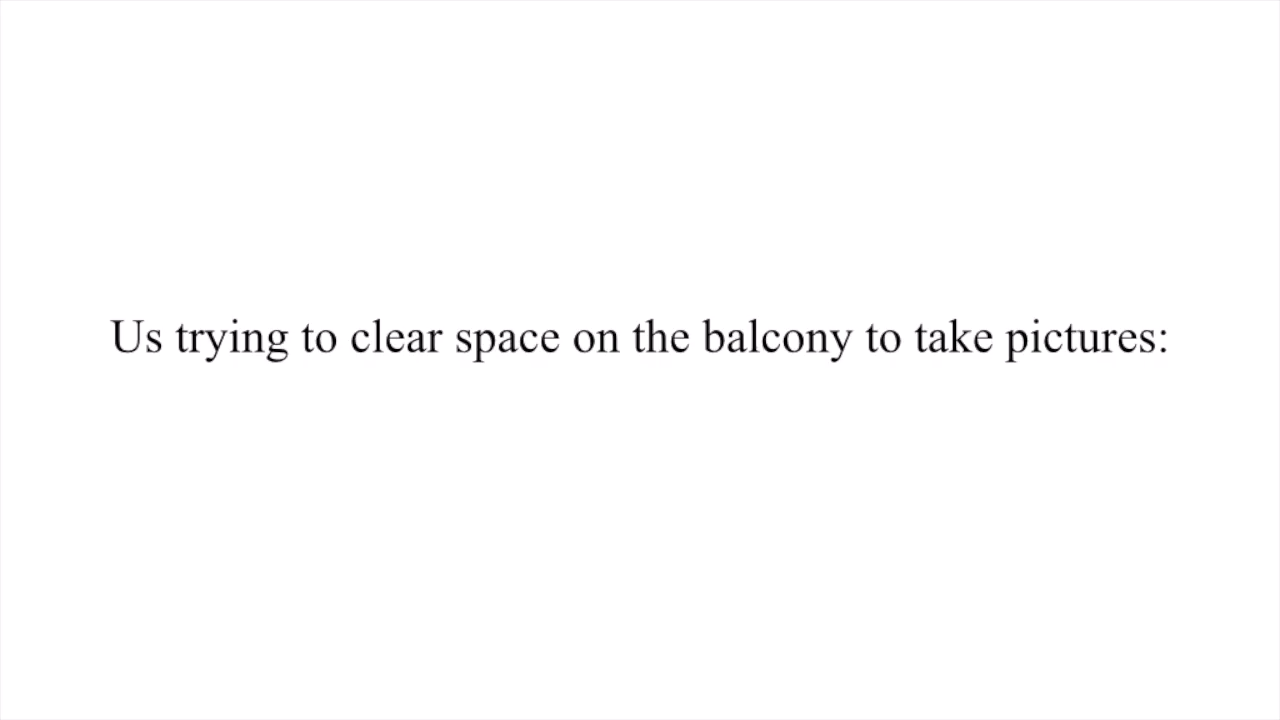 Us trying to clear space on the balcony to take pictures: